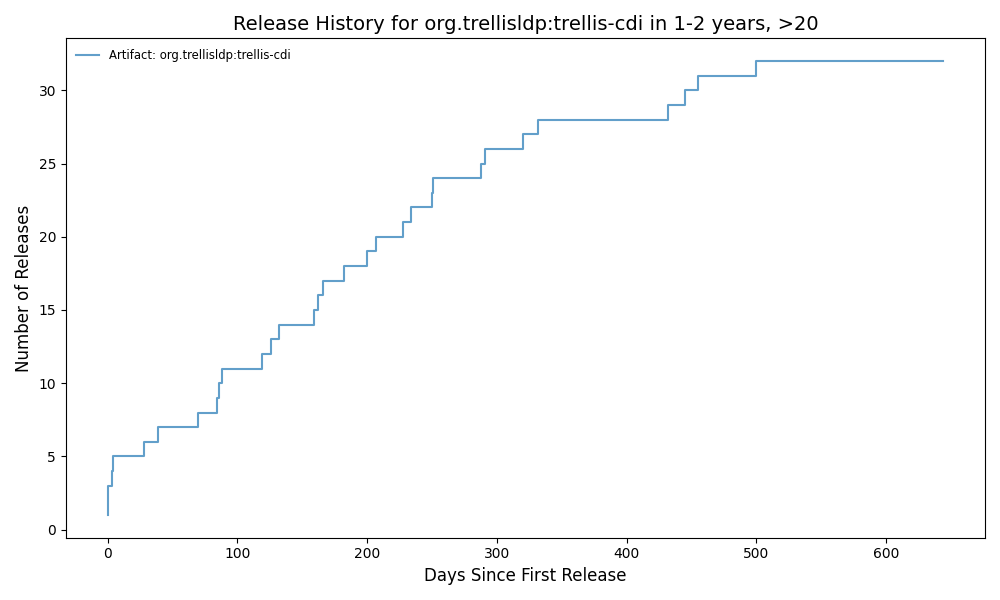 Release History for org.trellisldp:trellis-cdi in 1-2 years, >20
Artifact: org.trellisldp:trellis-cdi
Number of Releases
30
25
20
15
10
5
0
0 100 200 300 400 500 600
Days Since First Release